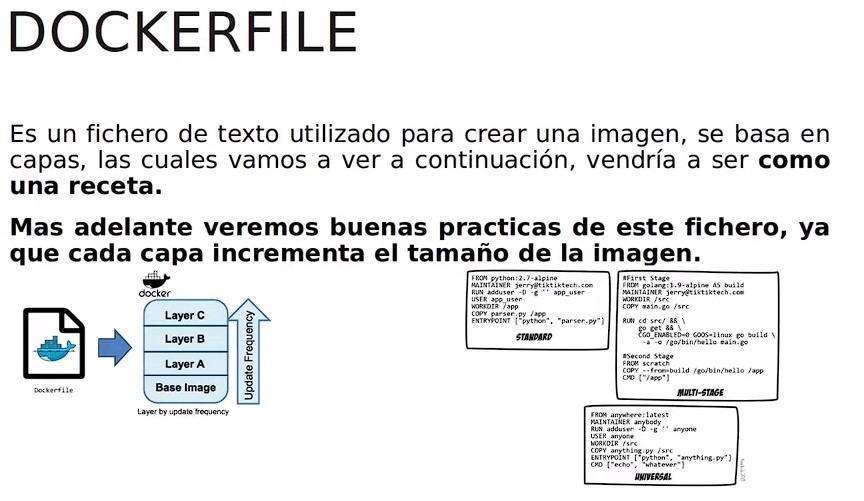 DOCKERFILE
Es un fichero de texto utilizado para crear una imagen, se basa en
capas, las cuales vamos a ver a continuación, vendría a ser como
una receta.
Mas adelante veremos buenas practicas de este fichero, ya
que cada capa incrementa el tamaño de la imagen.
docker
Layer C
Layer B
Layer A
Base Image
Update Frequency
Dockerfile
Layer by update frequency
FROM python:2.7-alpine
MAINTAINER jerry@tiktiktech.com
RUN adduser -D -g '' app_user
USER app_user
WORKDIR /app
COPY parser.py /app
ENTRYPOINT ["python", "parser.py"]
STANDARD
#First Stage
FROM golang:1.9-alpine AS build
MAINTAINER jerry@tiktiktech.com
WORKDIR /src
COPY main.go /src
RUN cd src/ && \
go get && \
CGO_ENABLED=0 GOOS=linux go build \
-a -o /go/bin/hello main.go
#Second Stage
FROM scratch
COPY --from=build /go/bin/hello /app
CMD ["/app"]
MULTI-STAGE
FROM anywhere:latest
MAINTAINER anybody
RUN adduser -D -g '' anyone
USER anyone
WORKDIR /src
COPY anything.py /src
ENTRYPOINT ["python", "anything.py"]
CMD ["echo", "whatever"]
UNIVERSAL